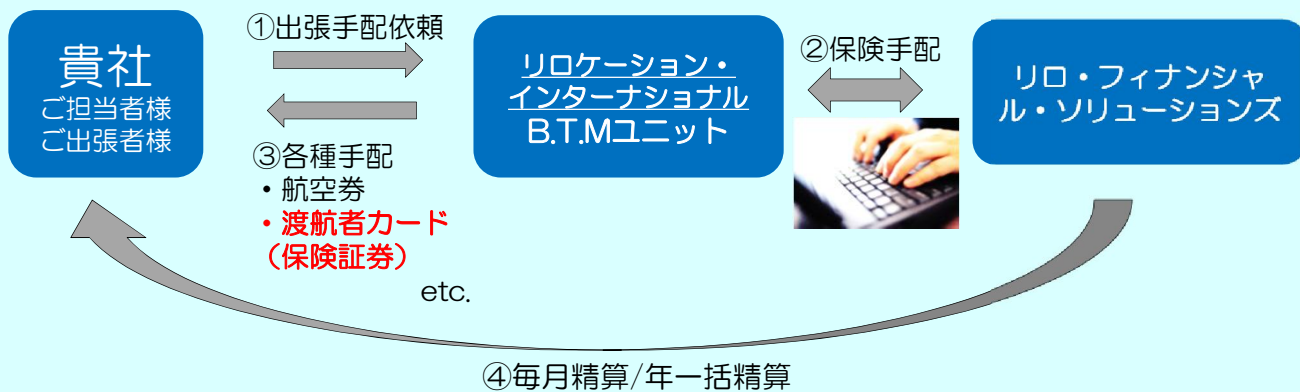 ①出張手配依頼
貴社
ご担当者様
ご出張者様
リロケーション・
インターナショナル
B.T.Mユニット
②保険手配
リロ・フィナンシャ
ル・ソリューションズ
③各種手配
・航空券
・渡航者カード
（保険証券）
etc.
④毎月精算/年一括精算